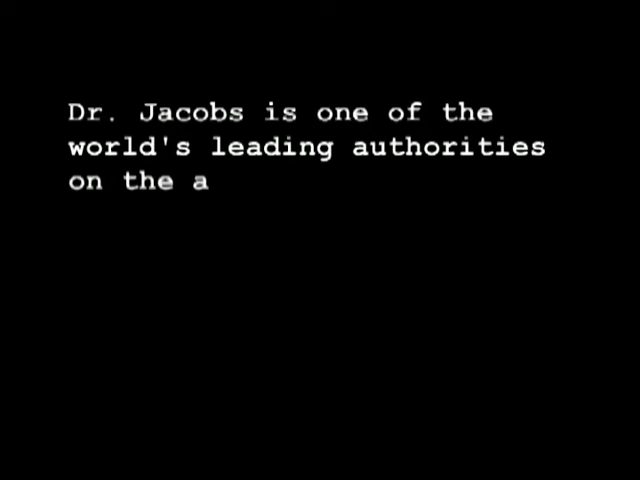 Dr. Jacobs is one of the
world's leading authorities
on the a